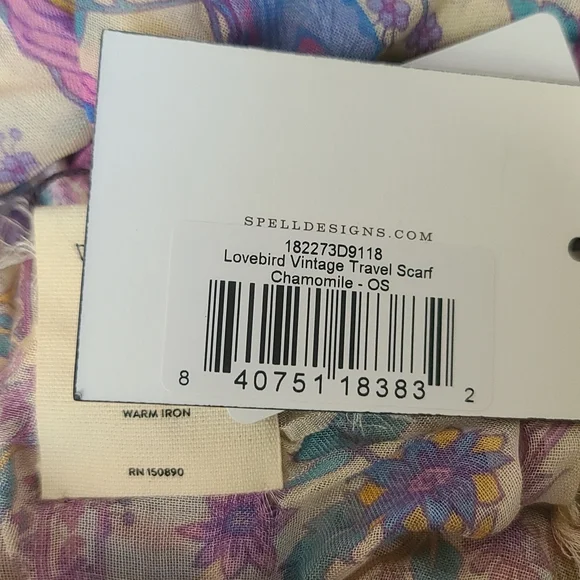 SPELLDESIGNS.COM
182273D9118
Lovebird Vintage Travel Scarf
Chamomile - OS
8 40751 18383 2
WARM IRON
RN 150890